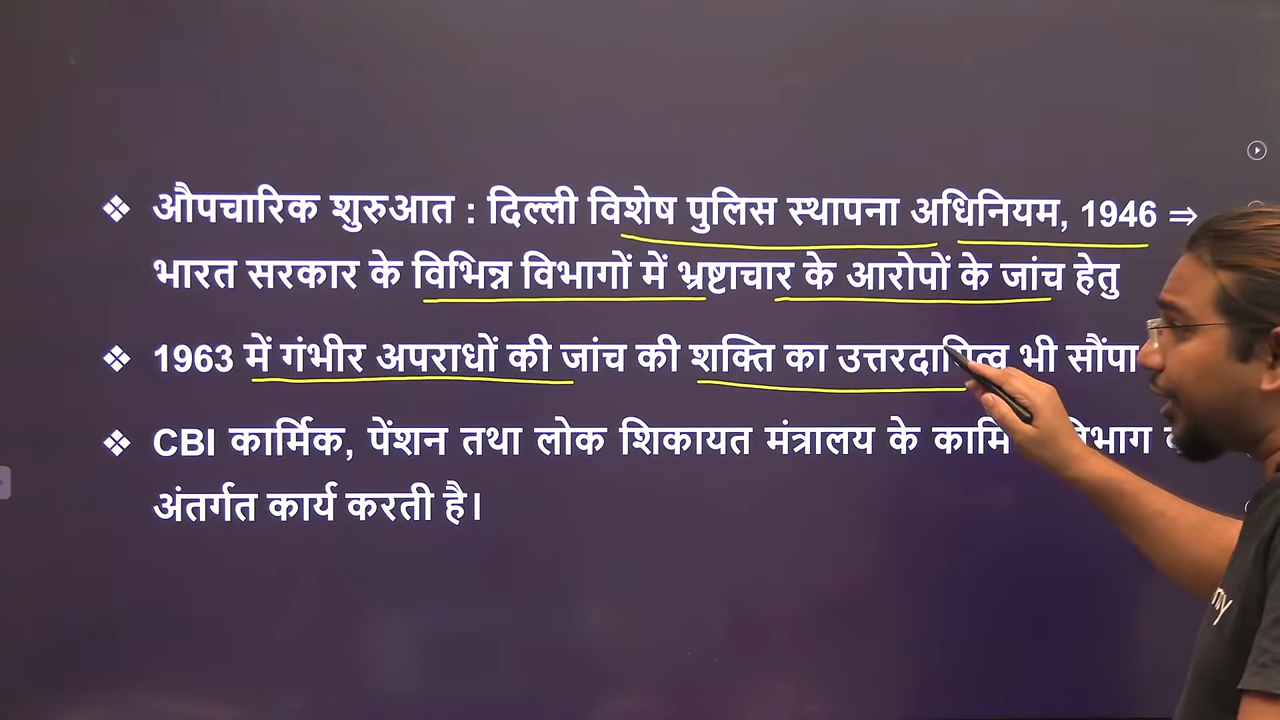 ❖ औपचारिक शुरुआत : दिल्ली विशेष पुलिस स्थापना अधिनियम, 1946 ⇒
भारत सरकार के विभिन्न विभागों में भ्रष्टाचार के आरोपों के जांच हेतु
❖ 1963 में गंभीर अपराधों की जांच की शक्ति का उत्तरदायित्व भी सौंपा
❖ CBI कार्मिक, पेंशन तथा लोक शिकायत मंत्रालय के कार्मिक विभाग
अंतर्गत कार्य करती है।